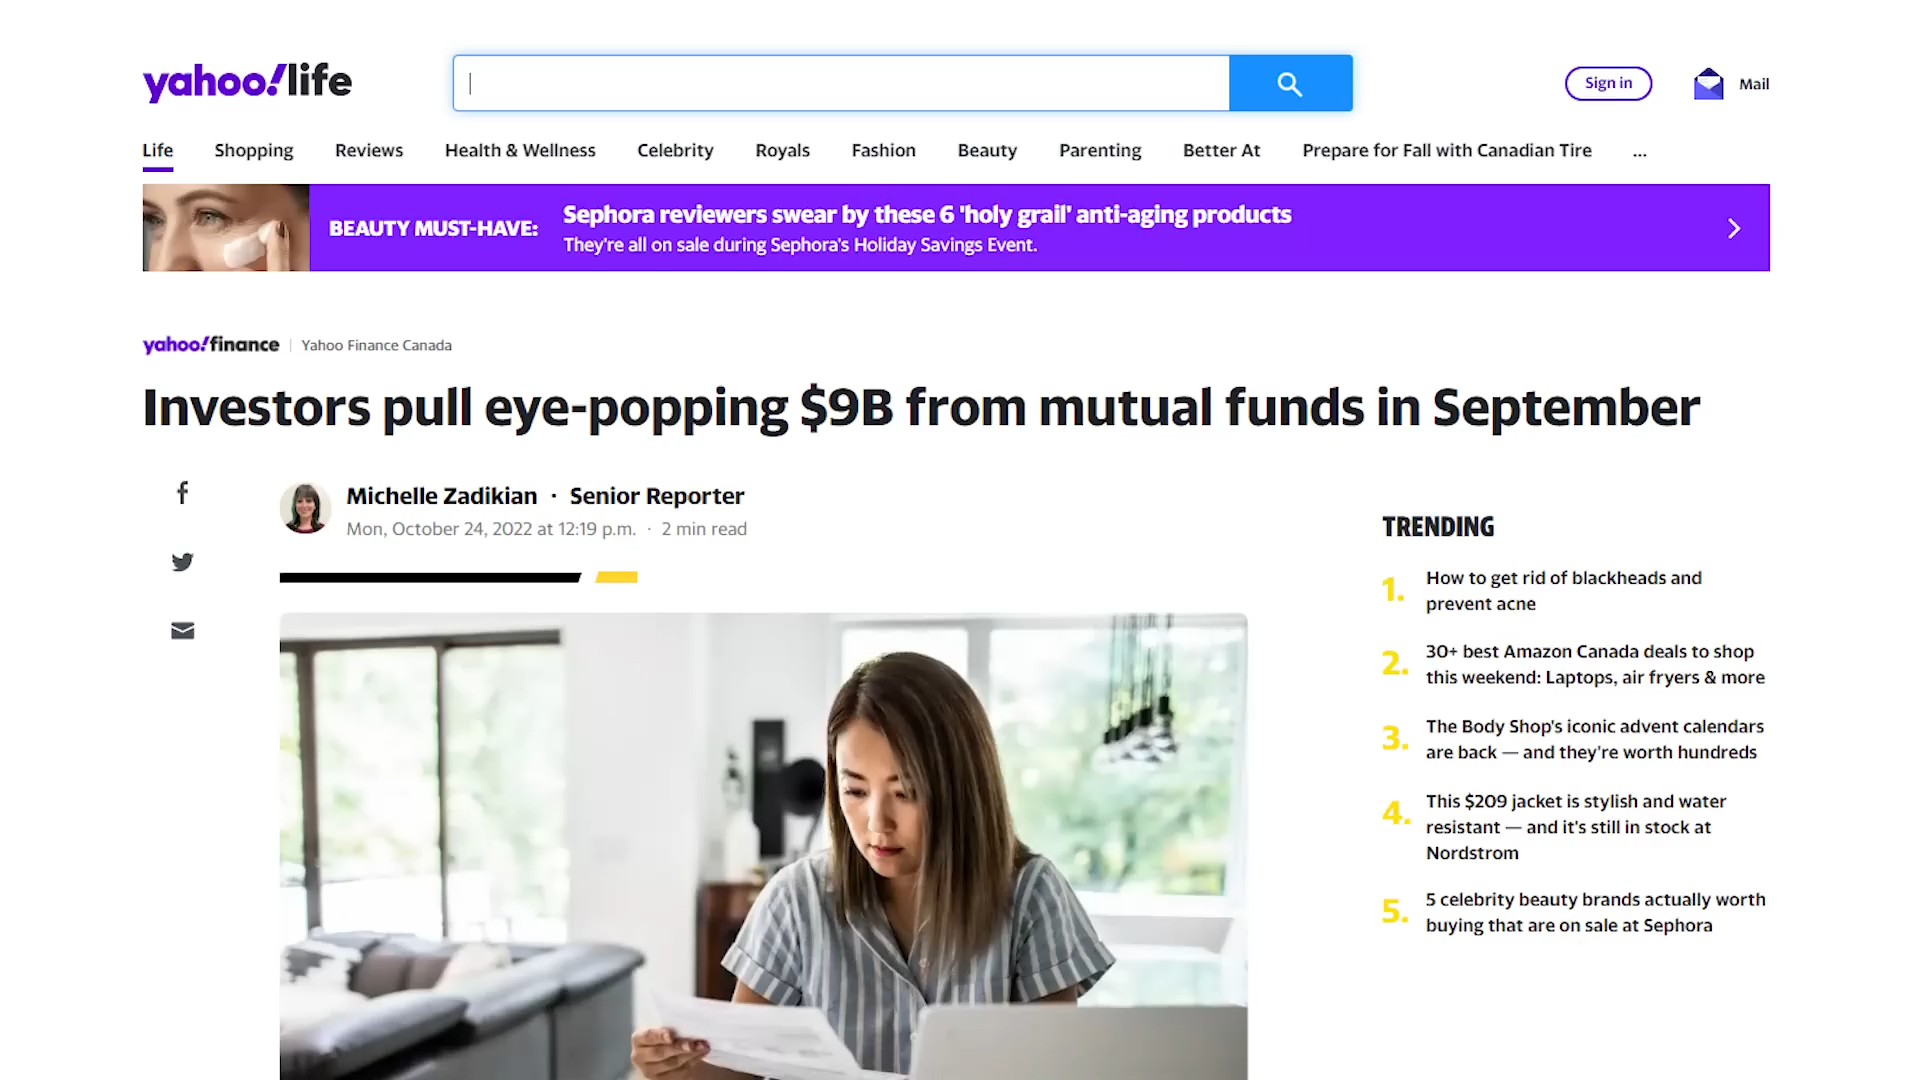 yahoo!life
Sign in
Mail
Life
Shopping
Reviews
Health & Wellness
Celebrity
Royals
Fashion
Beauty
Parenting
Better At
Prepare for Fall with Canadian Tire
...
BEAUTY MUST-HAVE:
Sephora reviewers swear by these 6 'holy grail' anti-aging products
They're all on sale during Sephora's Holiday Savings Event.
yahoo!finance | Yahoo Finance Canada
Investors pull eye-popping $9B from mutual funds in September
Michelle Zadikian · Senior Reporter
Mon, October 24, 2022 at 12:19 p.m. · 2 min read
TRENDING
1. How to get rid of blackheads and
prevent acne
2. 30+ best Amazon Canada deals to shop
this weekend: Laptops, air fryers & more
3. The Body Shop's iconic advent calendars
are back — and they're worth hundreds
4. This $209 jacket is stylish and water
resistant — and it's still in stock at
Nordstrom
5. 5 celebrity beauty brands actually worth
buying that are on sale at Sephora